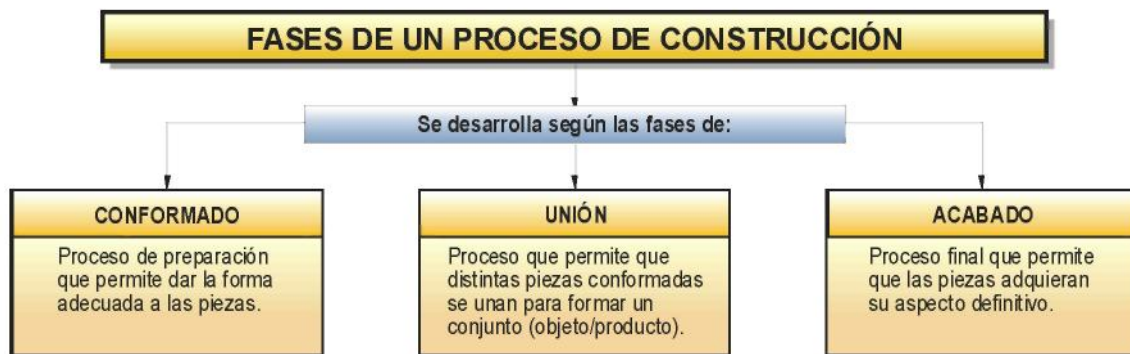 FASES DE UN PROCESO DE CONSTRUCCIÓN
Se desarrolla según las fases de:
CONFORMADO
Proceso de preparación
que permite dar la forma
adecuada a las piezas.
UNIÓN
Proceso que permite que
distintas piezas conformadas
se unan para formar un
conjunto (objeto/producto).
ACABADO
Proceso final que permite
que las piezas adquieran
su aspecto definitivo.